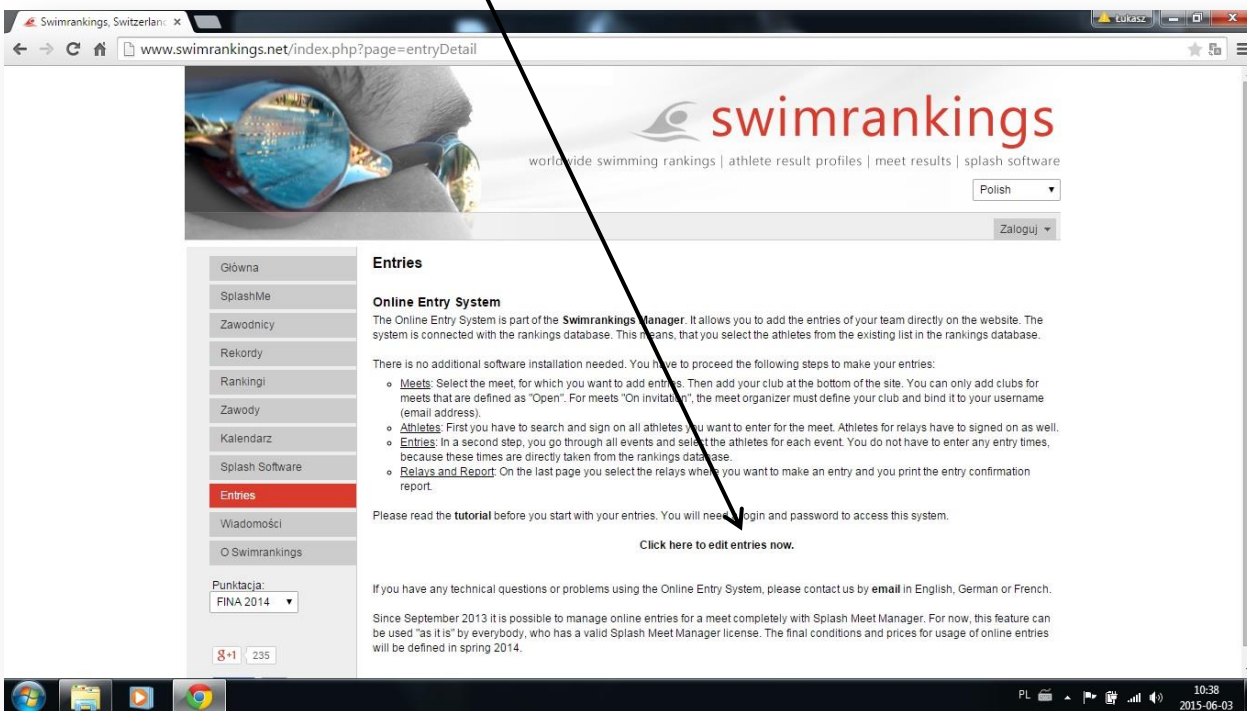 Swimrankings, Switzerland
Łukasz
www.swimrankings.net/index.php?page=entryDetail
swimrankings
worldwide swimming rankings | athlete result profiles | meet results | splash software
Polish
Zaloguj
Główna
SplashMe
Zawodnicy
Rekordy
Rankingi
Zawody
Kalendarz
Splash Software
Entries
Wiadomości
O Swimrankings
Punktacja:
FINA 2014
g+1 235
Entries
Online Entry System
The Online Entry System is part of the Swimrankings Manager. It allows you to add the entries of your team directly on the website. The
system is connected with the rankings database. This means, that you select the athletes from the existing list in the rankings database.
There is no additional software installation needed. You have to proceed the following steps to make your entries:
Meets: Select the meet, for which you want to add entries. Then add your club at the bottom of the site. You can only add clubs for
meets that are defined as "Open". For meets "On invitation", the meet organizer must define your club and bind it to your username
(email address).
Athletes: First you have to search and sign on all athletes you want to enter for the meet. Athletes for relays have to signed on as well.
Entries: In a second step, you go through all events and select the athletes for each event. You do not have to enter any entry times,
because these times are directly taken from the rankings database.
Relays and Report: On the last page you select the relays where you want to make an entry and you print the entry confirmation
report.
Please read the tutorial before you start with your entries. You will need login and password to access this system.
Click here to edit entries now.
If you have any technical questions or problems using the Online Entry System, please contact us by email in English, German or French.
Since September 2013 it is possible to manage online entries for a meet completely with Splash Meet Manager. For now, this feature can
be used "as it is" by everybody, who has a valid Splash Meet Manager license. The final conditions and prices for usage of online entries
will be defined in spring 2014.
PL
10:38
2015-06-03